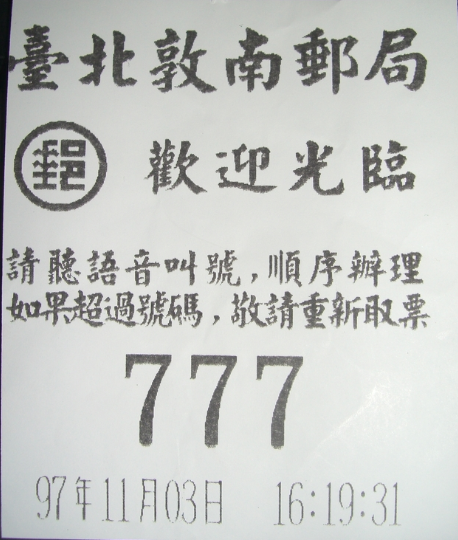 臺北敦南郵局
郵 歡迎光臨
請聽語音叫號,順序辦理
如果超過號碼,敬請重新取票
777
97年11月03日 16:19:31